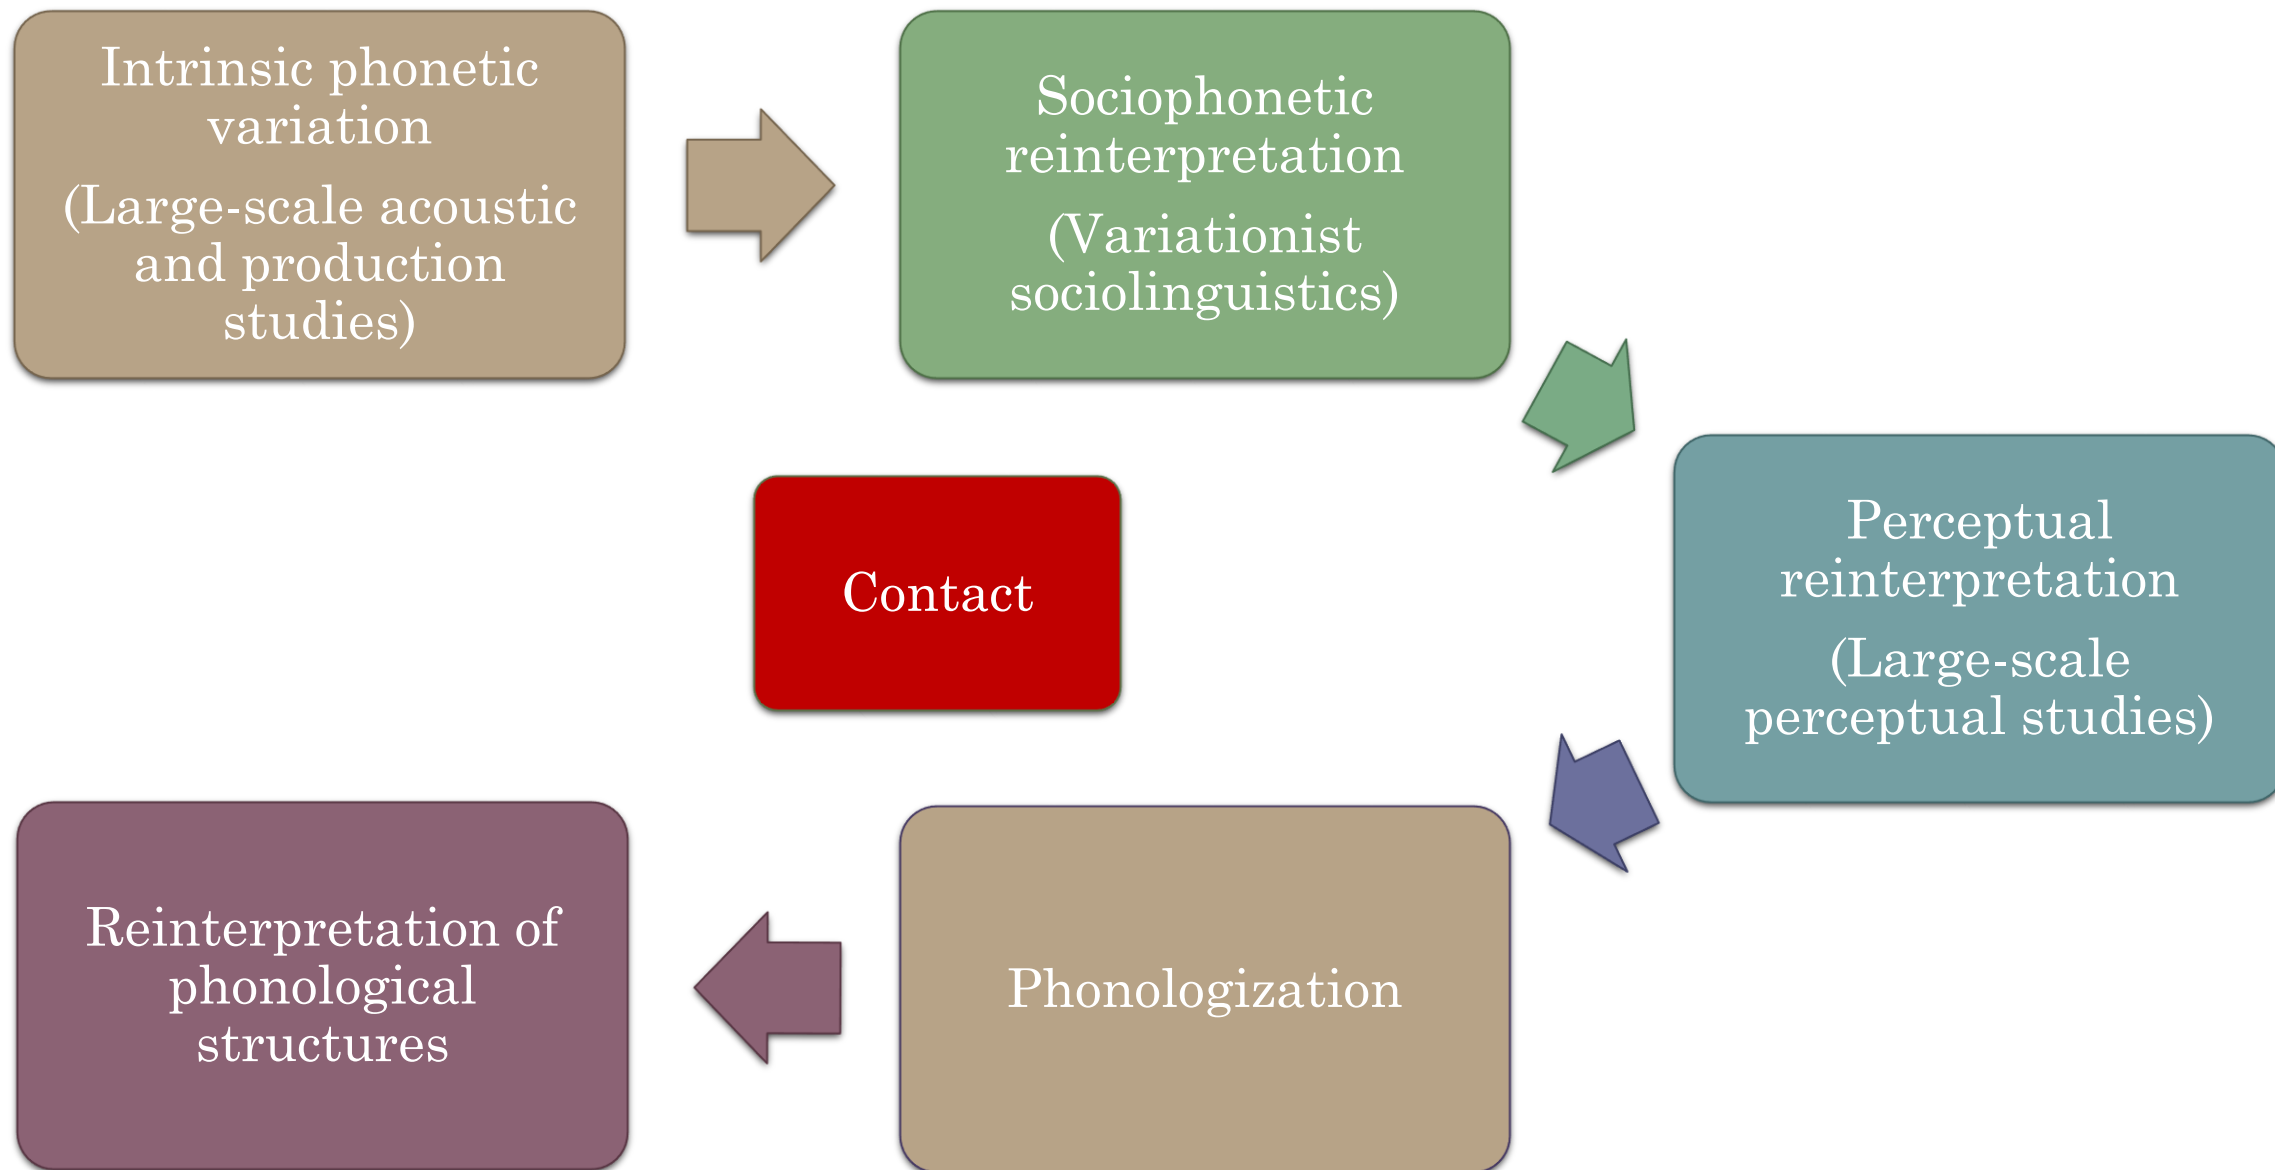 Intrinsic phonetic
variation
(Large-scale acoustic
and production
studies)
Sociophonetic
reinterpretation
(Variationist
sociolinguistics)
Perceptual
reinterpretation
(Large-scale
perceptual studies)
Contact
Phonologization
Reinterpretation of
phonological
structures